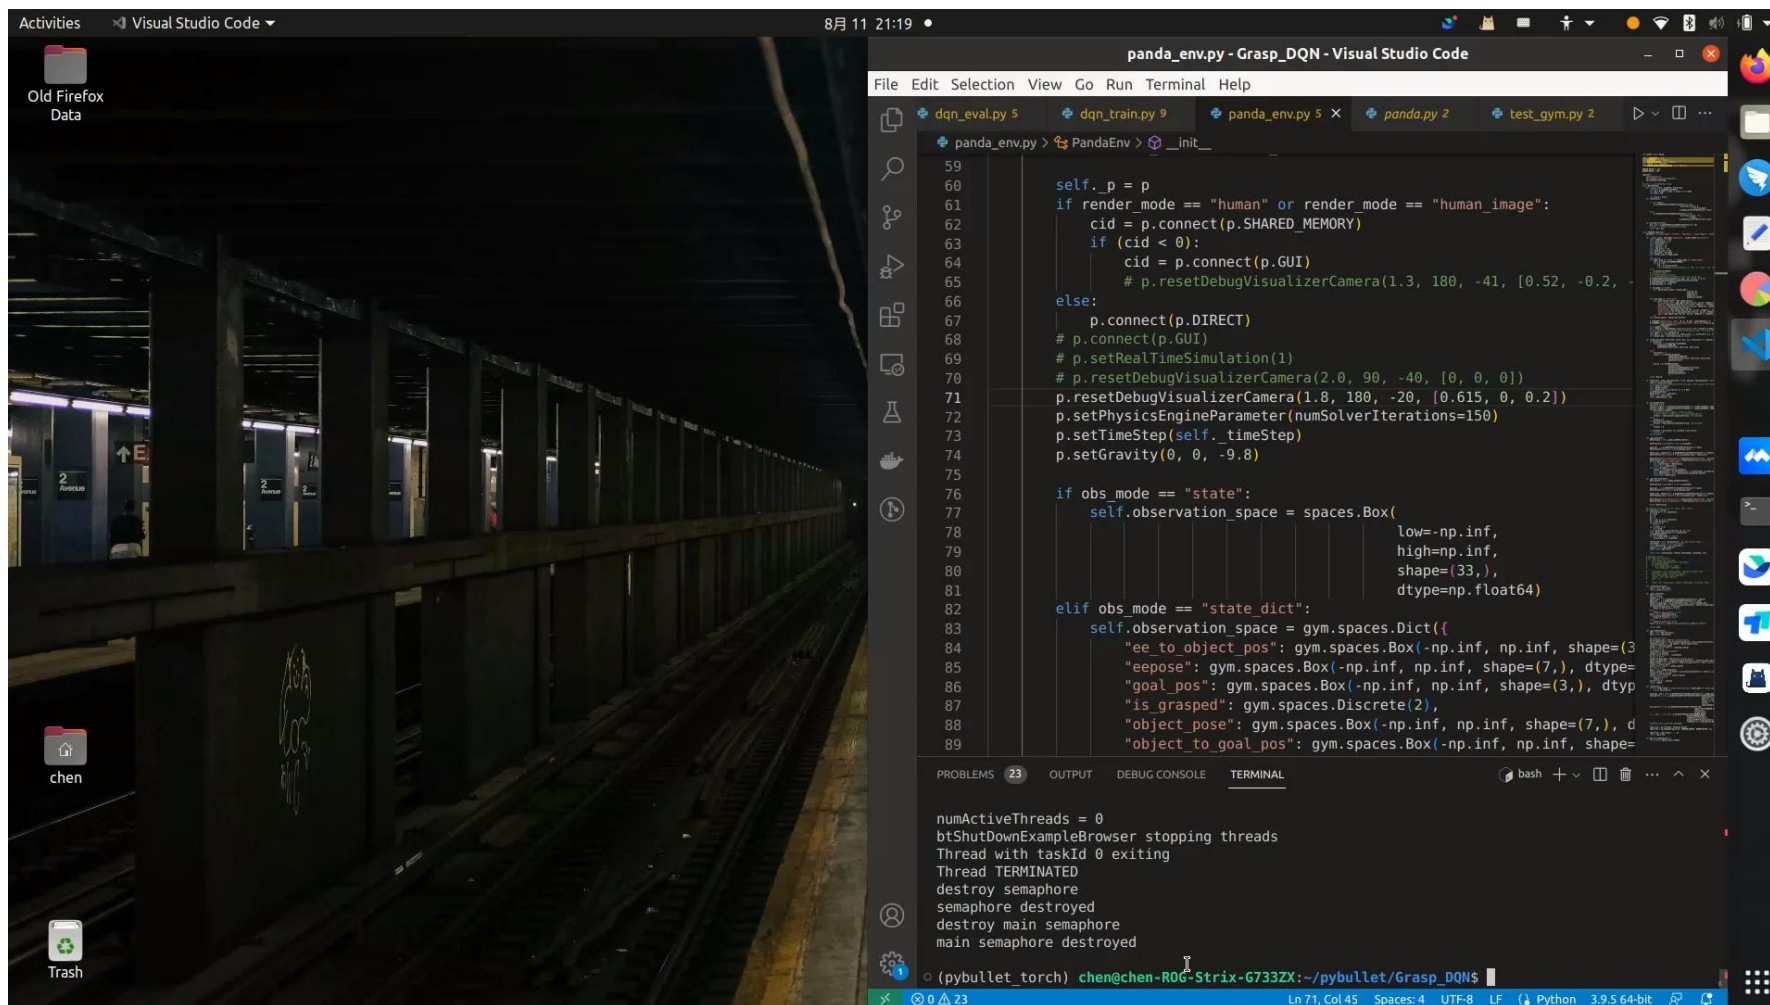 Activities
Visual Studio Code
8月 11 21:19
Old Firefox
Data
2
Avenue
E
2
Avenue
2
chen
Trash
panda_env.py - Grasp_DQN - Visual Studio Code
File Edit Selection View Go Run Terminal Help
dqn_eval.py 5 dqn_train.py 9 panda_env.py 5 panda.py 2 test_gym.py 2
panda_env.py > PandaEnv > __init__
59
60 self._p = p
61 if render_mode == "human" or render_mode == "human_image":
62 cid = p.connect(p.SHARED_MEMORY)
63 if (cid < 0):
64 cid = p.connect(p.GUI)
65 # p.resetDebugVisualizerCamera(1.3, 180, -41, [0.52, -0.2, -
66 else:
67 p.connect(p.DIRECT)
68 # p.connect(p.GUI)
69 # p.setRealTimeSimulation(1)
70 # p.resetDebugVisualizerCamera(2.0, 90, -40, [0, 0, 0])
71 p.resetDebugVisualizerCamera(1.8, 180, -20, [0.615, 0, 0.2])
72 p.setPhysicsEngineParameter(numSolverIterations=150)
73 p.setTimeStep(self._timeStep)
74 p.setGravity(0, 0, -9.8)
75
76 if obs_mode == "state":
77 self.observation_space = spaces.Box(
78 low=-np.inf,
79 high=np.inf,
80 shape=(33,),
81 dtype=np.float64)
82 elif obs_mode == "state_dict":
83 self.observation_space = gym.spaces.Dict({
84 "ee_to_object_pos": gym.spaces.Box(-np.inf, np.inf, shape=(3
85 "eepose": gym.spaces.Box(-np.inf, np.inf, shape=(7,), dtype=
86 "goal_pos": gym.spaces.Box(-np.inf, np.inf, shape=(3,), dtyp
87 "is_grasped": gym.spaces.Discrete(2),
88 "object_pose": gym.spaces.Box(-np.inf, np.inf, shape=(7,), d
89 "object_to_goal_pos": gym.spaces.Box(-np.inf, np.inf, shape=
PROBLEMS 23 OUTPUT DEBUG CONSOLE TERMINAL bash
numActiveThreads = 0
btShutDownExampleBrowser stopping threads
Thread with taskId 0 exiting
Thread TERMINATED
destroy semaphore
semaphore destroyed
destroy main semaphore
main semaphore destroyed
(pybullet_torch) chen@chen-ROG-Strix-G733ZX:~/pybullet/Grasp_DQN$
1
0 23 Ln 71, Col 45 Spaces: 4 UTF-8 LF Python 3.9.5 64-bit